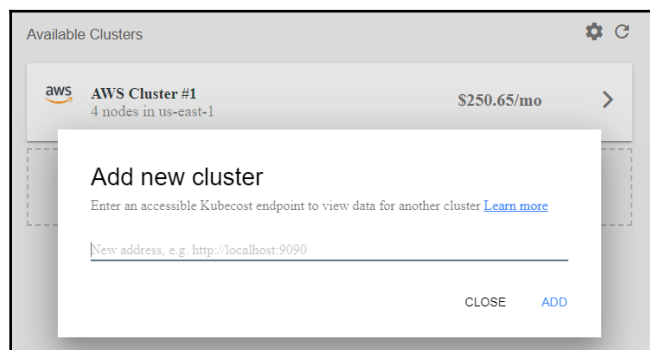 Available Clusters
aws
AWS Cluster #1
4 nodes in us-east-1
$250.65/mo
Add new cluster
Enter an accessible Kubecost endpoint to view data for another cluster Learn more
New address, e.g. http://localhost:9090
CLOSE
ADD